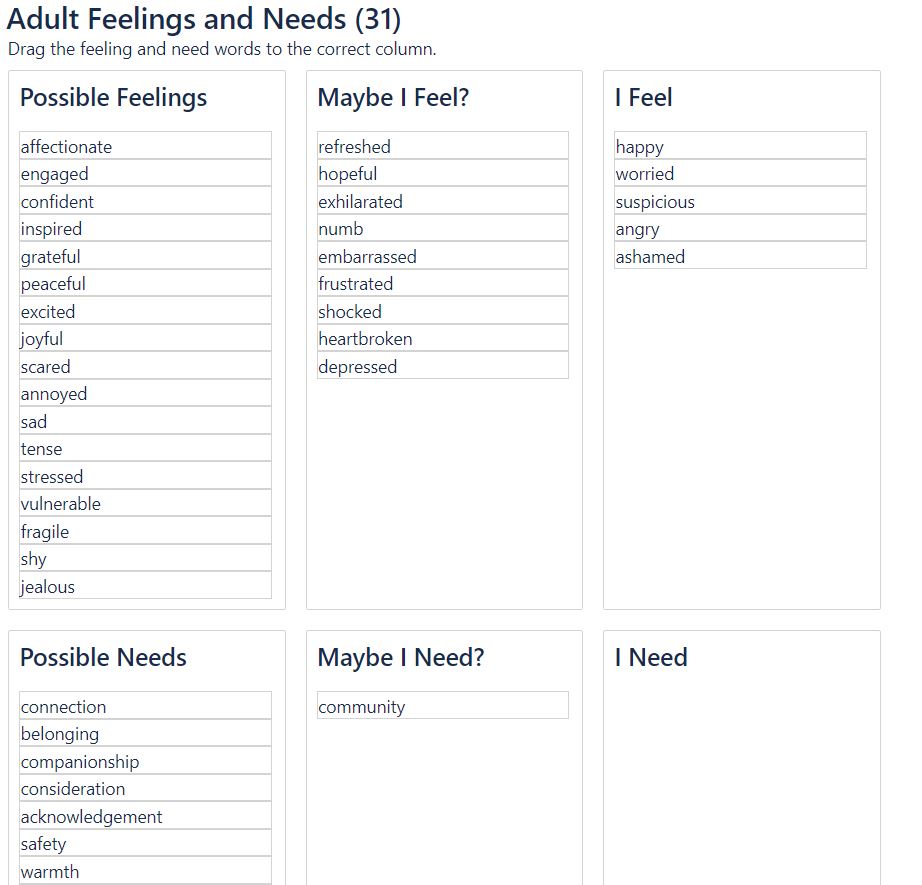 Adult Feelings and Needs (31)
Drag the feeling and need words to the correct column.
Possible Feelings
affectionate
engaged
confident
inspired
grateful
peaceful
excited
joyful
scared
annoyed
sad
tense
stressed
vulnerable
fragile
shy
jealous
Maybe I Feel?
refreshed
hopeful
exhilarated
numb
embarrassed
frustrated
shocked
heartbroken
depressed
I Feel
happy
worried
suspicious
angry
ashamed
Possible Needs
connection
belonging
companionship
consideration
acknowledgement
safety
warmth
Maybe I Need?
community
I Need